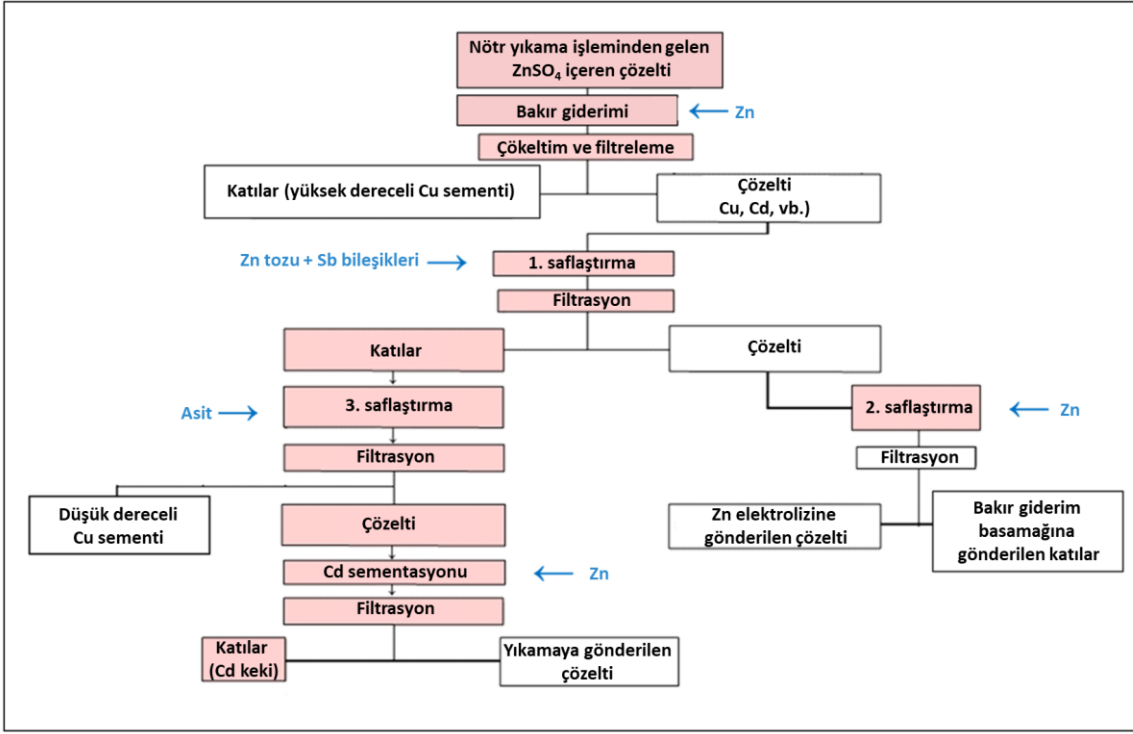 Nötr yıkama işleminden gelen
ZnSO₄ içeren çözelti
Bakır giderimi
Zn
Çökeltim ve filtreleme
Katılar (yüksek dereceli Cu sementi)
Çözelti
Cu, Cd, vb.)
Zn tozu + Sb bileşikleri
1. saflaştırma
Filtrasyon
Katılar
Çözelti
Asit
3. saflaştırma
2. saflaştırma
Zn
Filtrasyon
Filtrasyon
Düşük dereceli
Cu sementi
Çözelti
Zn elektrolizine
gönderilen çözelti
Bakır giderim
basamağına
gönderilen katılar
Cd sementasyonu
Zn
Filtrasyon
Katılar
(Cd keki)
Yıkamaya gönderilen
çözelti